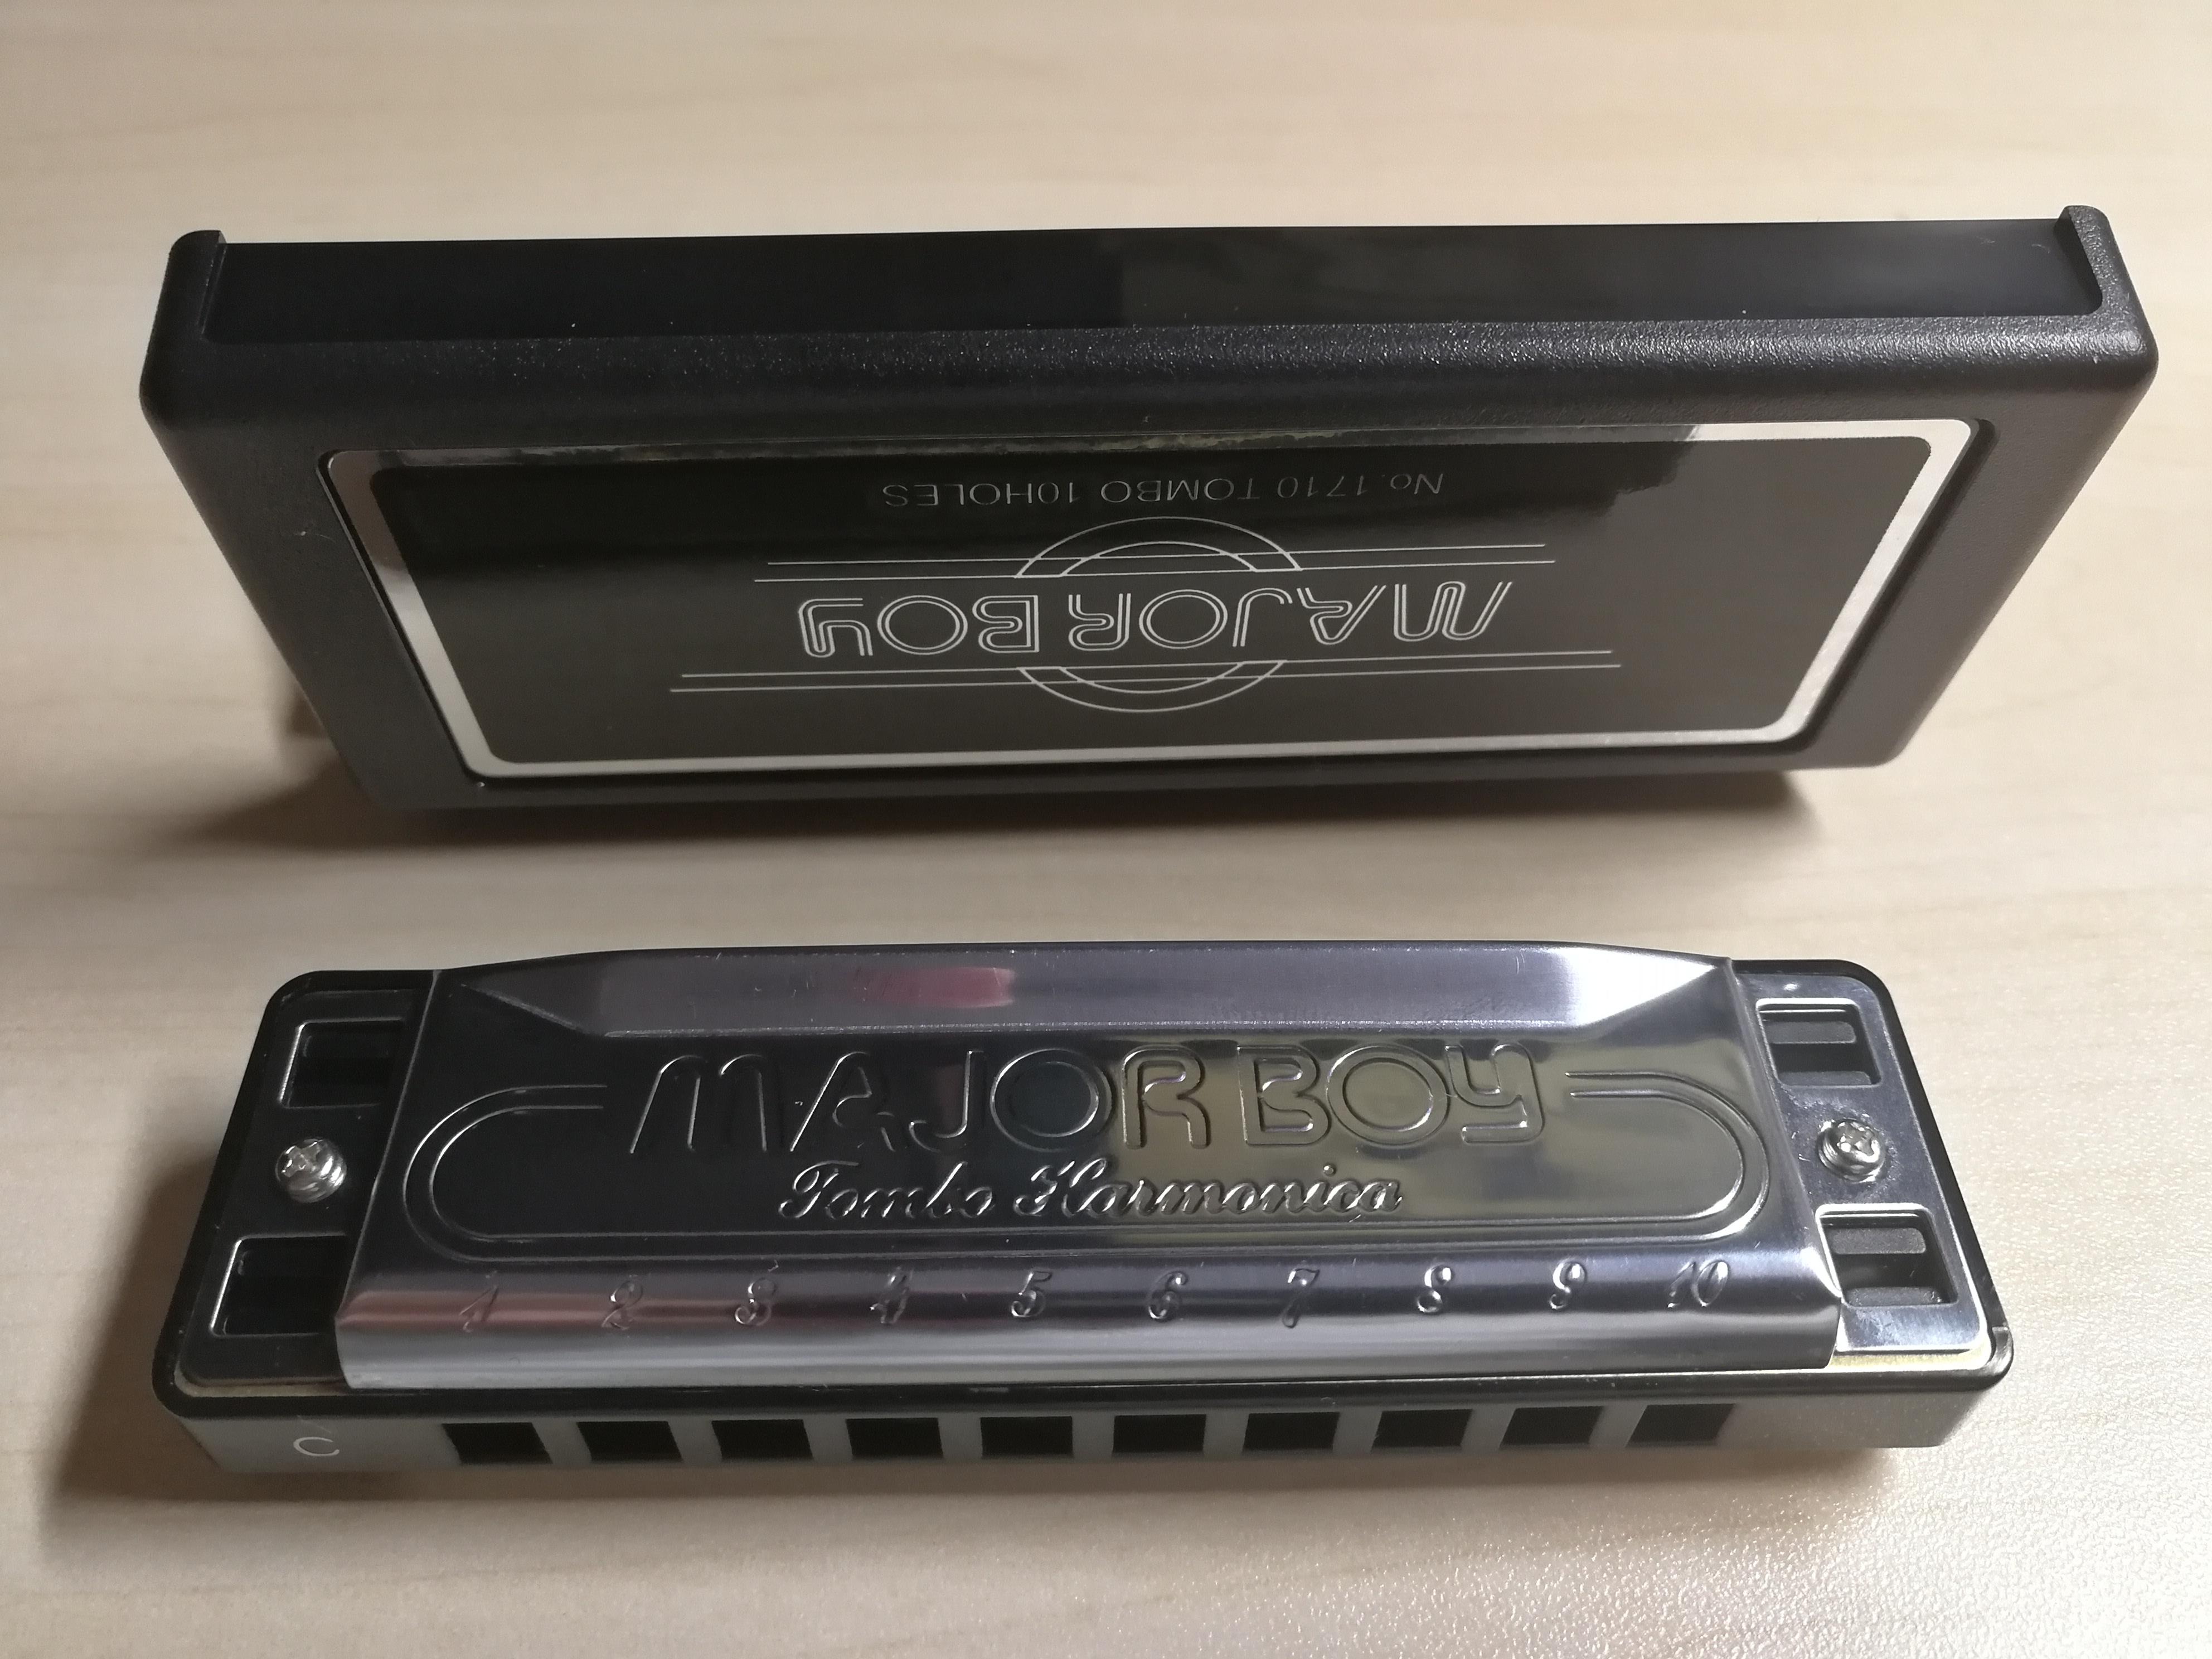 MAJOR BOY
No.1710 TOMBO 10HOLES
MAJOR BOY
Tombo Harmonica
1 2 3 4 5 6 7 8 9 10
C